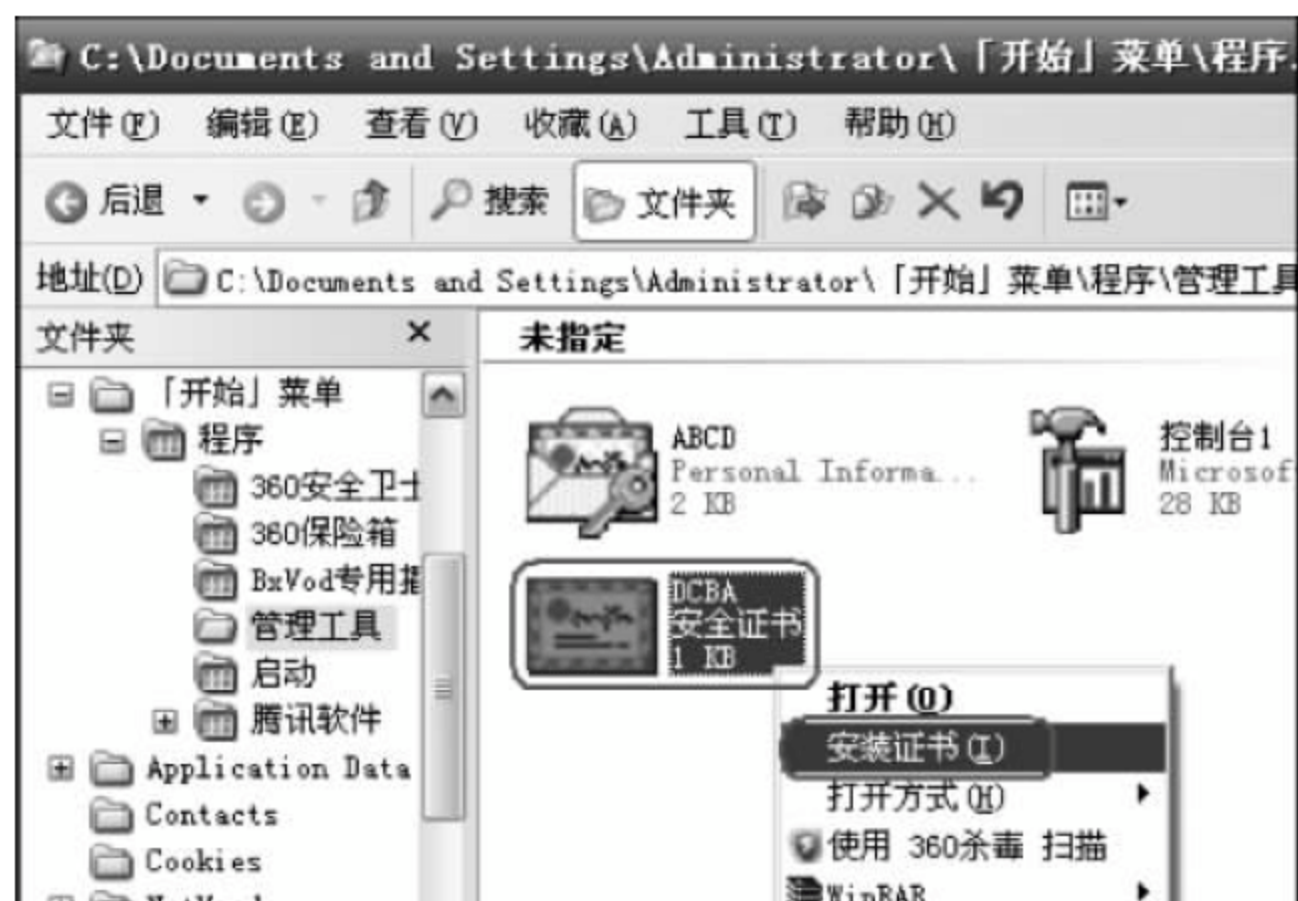 C:\Documents and Settings\Administrator\「开始」菜单\程序.
文件(F) 编辑(E) 查看(V) 收藏(A) 工具(T) 帮助(H)
后退 搜索 文件夹
地址(D) C:\Documents and Settings\Administrator\「开始」菜单\程序\管理工具
文件夹
「开始」菜单
程序
360安全卫士
360保险箱
BxVod专用播
管理工具
启动
腾讯软件
Application Data
Contacts
Cookies
未指定
ABCD
Personal Informa...
2 KB
控制台1
Microsof
28 KB
DCBA
安全证书
1 KB
打开(O)
安装证书(I)
打开方式(H)
使用 360杀毒 扫描
WinRAR